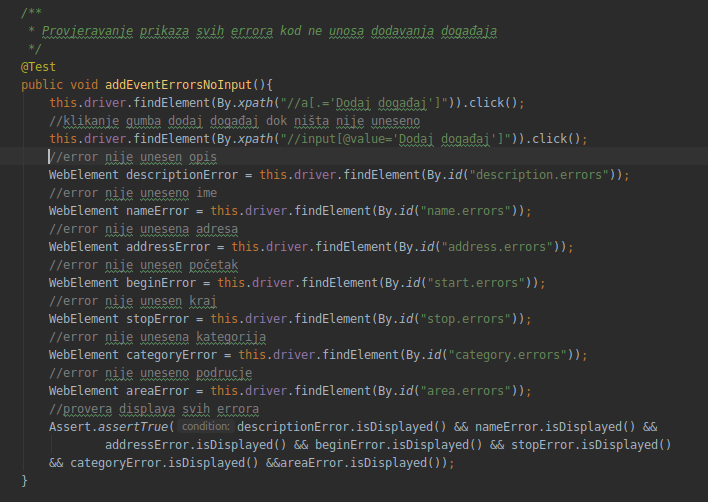 /**
 * Provjeravanje prikaza svih errora kod ne unosa dodavanja događaja
 */
@Test
public void addEventErrorsNoInput(){
this.driver.findElement(By.xpath("//a[.='Dodaj događaj']")).click();
//klikanje gumba dodaj događaj dok ništa nije uneseno
this.driver.findElement(By.xpath("//input[@value='Dodaj događaj']")).click();
//error nije unesen opis
WebElement descriptionError = this.driver.findElement(By.id("description.errors"));
//error nije uneseno ime
WebElement nameError = this.driver.findElement(By.id("name.errors"));
//error nije unesena adresa
WebElement addressError = this.driver.findElement(By.id("address.errors"));
//error nije unesen početak
WebElement beginError = this.driver.findElement(By.id("start.errors"));
//error nije unesen kraj
WebElement stopError = this.driver.findElement(By.id("stop.errors"));
//error nije unesena kategorija
WebElement categoryError = this.driver.findElement(By.id("category.errors"));
//error nije uneseno podrucje
WebElement areaError = this.driver.findElement(By.id("area.errors"));
//provera displaya svih errora
Assert.assertTrue( condition: descriptionError.isDisplayed() && nameError.isDisplayed() &&
addressError.isDisplayed() && beginError.isDisplayed() && stopError.isDisplayed()
&& categoryError.isDisplayed() &&areaError.isDisplayed());
}